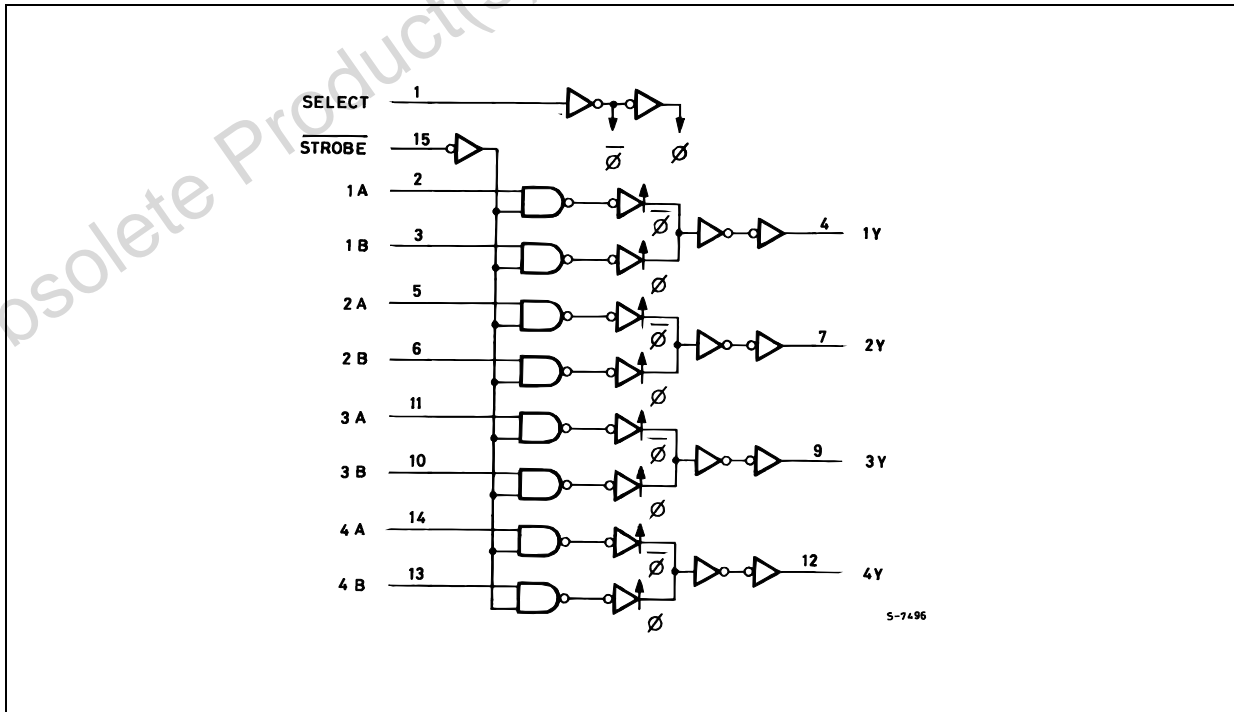 bsolete Product(s)
SELECT 1
STROBE 15
Ø Ø
1A 2
Ø
4 1Y
1B 3
Ø
2A 5
Ø
7 2Y
2B 6
Ø
3A 11
Ø
9 3Y
3B 10
Ø
4A 14
Ø
12 4Y
4B 13
Ø
S-7496